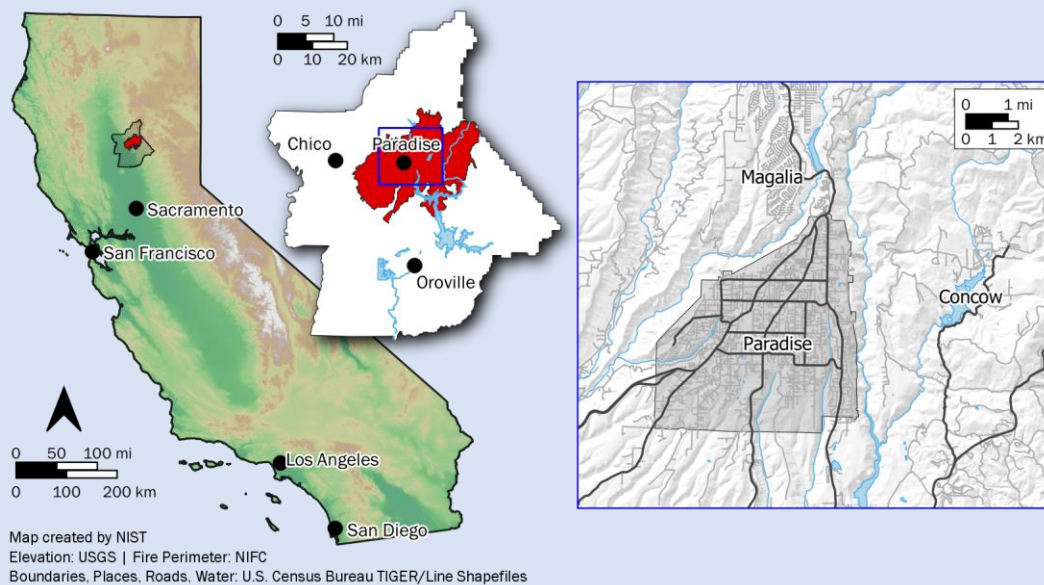 0 5 10 mi
0 10 20 km
Chico
Paradise
Oroville
Sacramento
San Francisco
Los Angeles
San Diego
0 50 100 mi
0 100 200 km
0 1 mi
0 1 2 km
Magalia
Concow
Paradise
Map created by NIST
Elevation: USGS | Fire Perimeter: NIFC
Boundaries, Places, Roads, Water: U.S. Census Bureau TIGER/Line Shapefiles